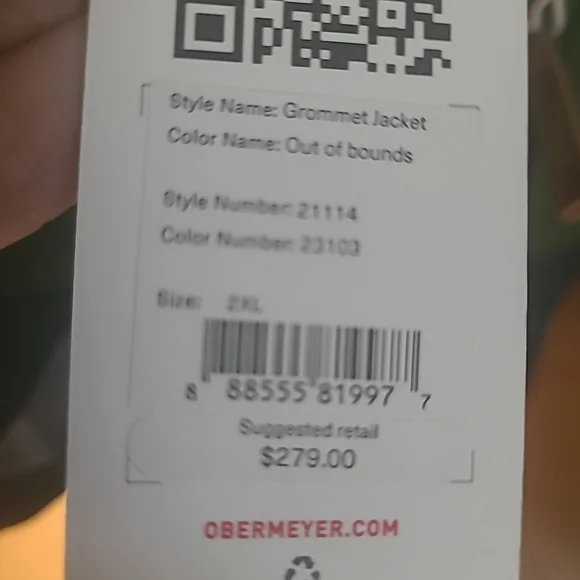 Style Name: Grommet Jacket
Color Name: Out of bounds
Style Number: 21114
Color Number: 23103
Size: 2XL
8 88555 81997 7
Suggested retail
$279.00
OBERMEYER.COM